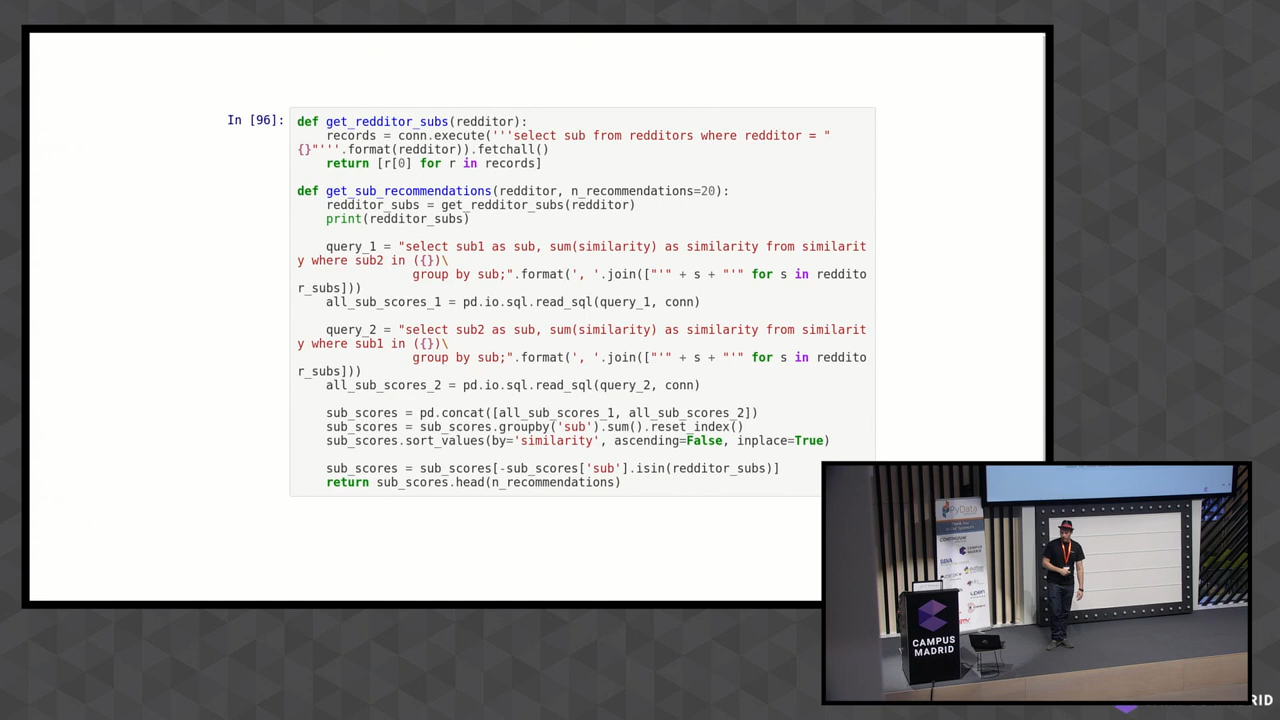 In [96]:
def get_redditor_subs(redditor):
    records = conn.execute('''select sub from redditors where redditor = "
{}"'''.format(redditor)).fetchall()
    return [r[0] for r in records]
def get_sub_recommendations(redditor, n_recommendations=20):
    redditor_subs = get_redditor_subs(redditor)
    print(redditor_subs)
    query_1 = "select sub1 as sub, sum(similarity) as similarity from similarit
y where sub2 in ({})\
                group by sub;".format(', '.join(["'" + s + "'" for s in reddito
r_subs]))
    all_sub_scores_1 = pd.io.sql.read_sql(query_1, conn)
    query_2 = "select sub2 as sub, sum(similarity) as similarity from similarit
y where sub1 in ({})\
                group by sub;".format(', '.join(["'" + s + "'" for s in reddito
r_subs]))
    all_sub_scores_2 = pd.io.sql.read_sql(query_2, conn)
    sub_scores = pd.concat([all_sub_scores_1, all_sub_scores_2])
    sub_scores = sub_scores.groupby('sub').sum().reset_index()
    sub_scores.sort_values(by='similarity', ascending=False, inplace=True)
    sub_scores = sub_scores[-sub_scores['sub'].isin(redditor_subs)]
    return sub_scores.head(n_recommendations)
PyData
CAMPUS
MADRID
CAMPUS
MADRID
RID